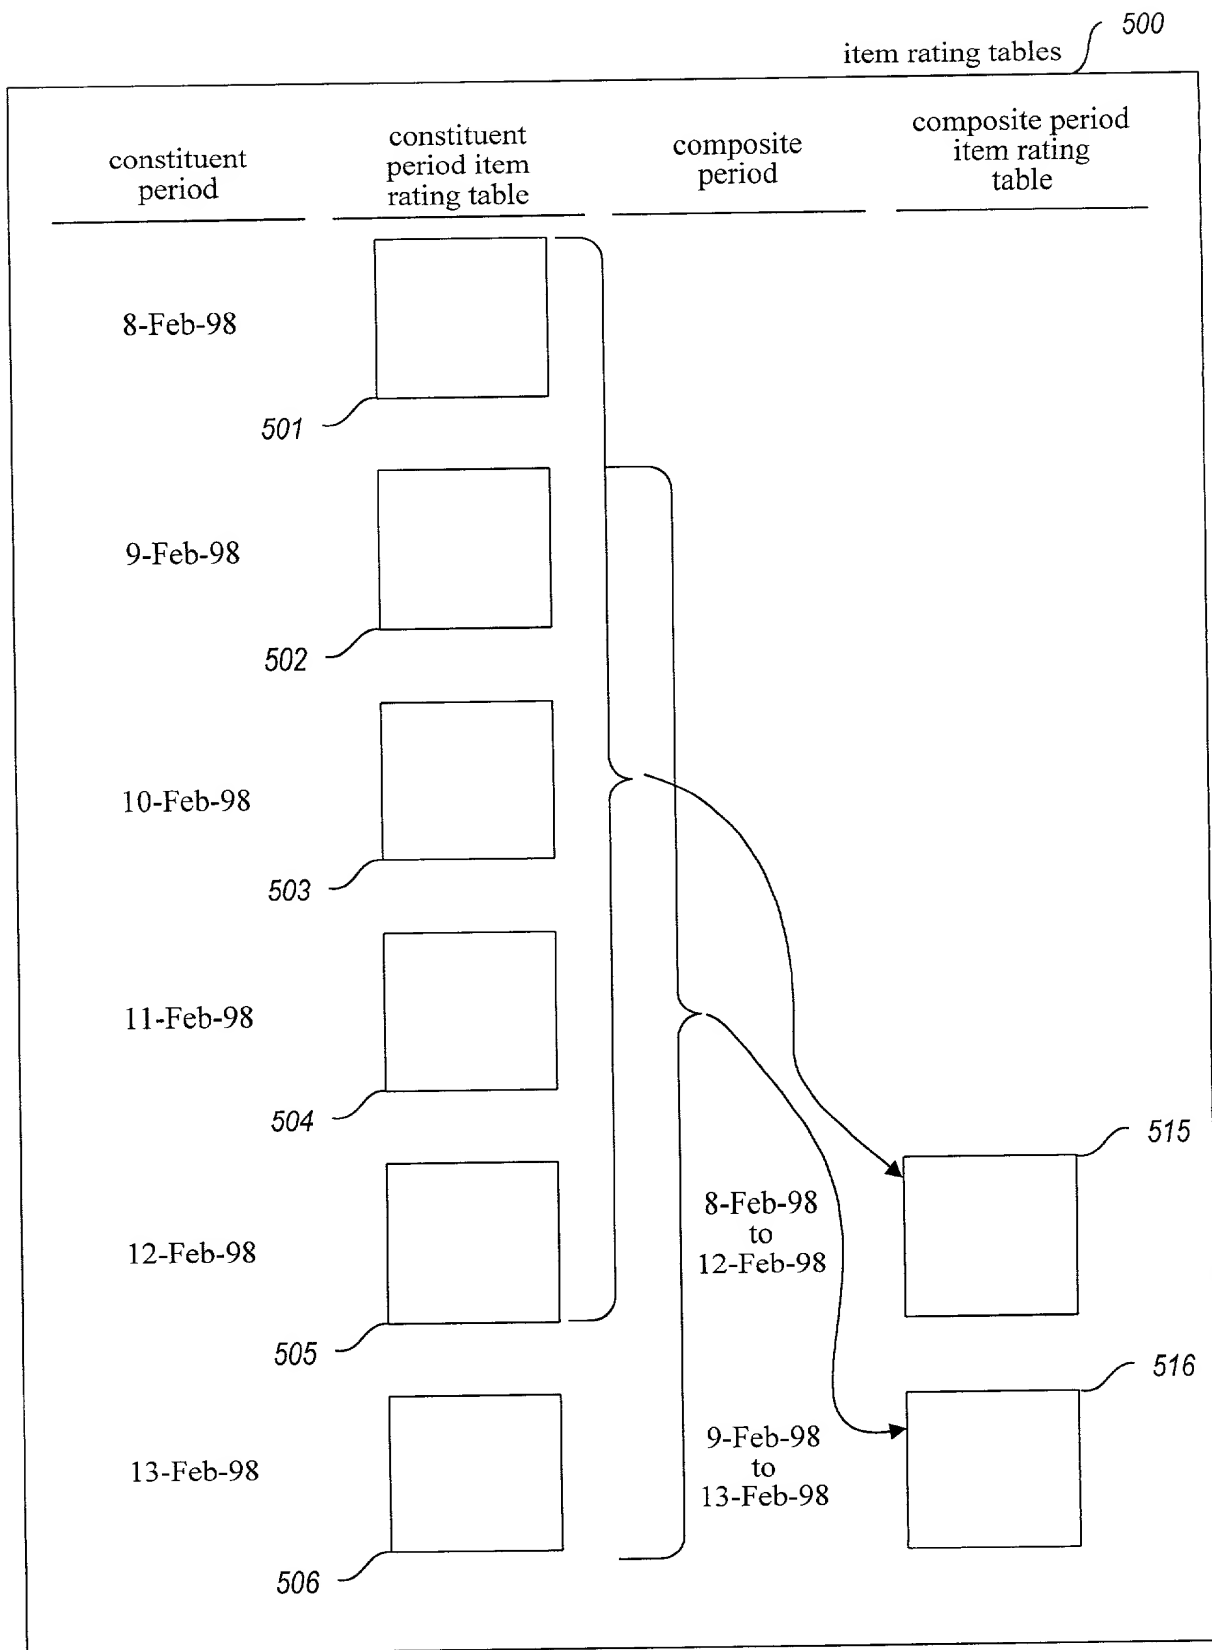 500
item rating tables
constituent
period
constituent
period item
rating table
composite
period
composite period
item rating
table
8-Feb-98
501
9-Feb-98
502
10-Feb-98
503
11-Feb-98
504
515
12-Feb-98
8-Feb-98
to
12-Feb-98
505
516
13-Feb-98
9-Feb-98
to
13-Feb-98
506